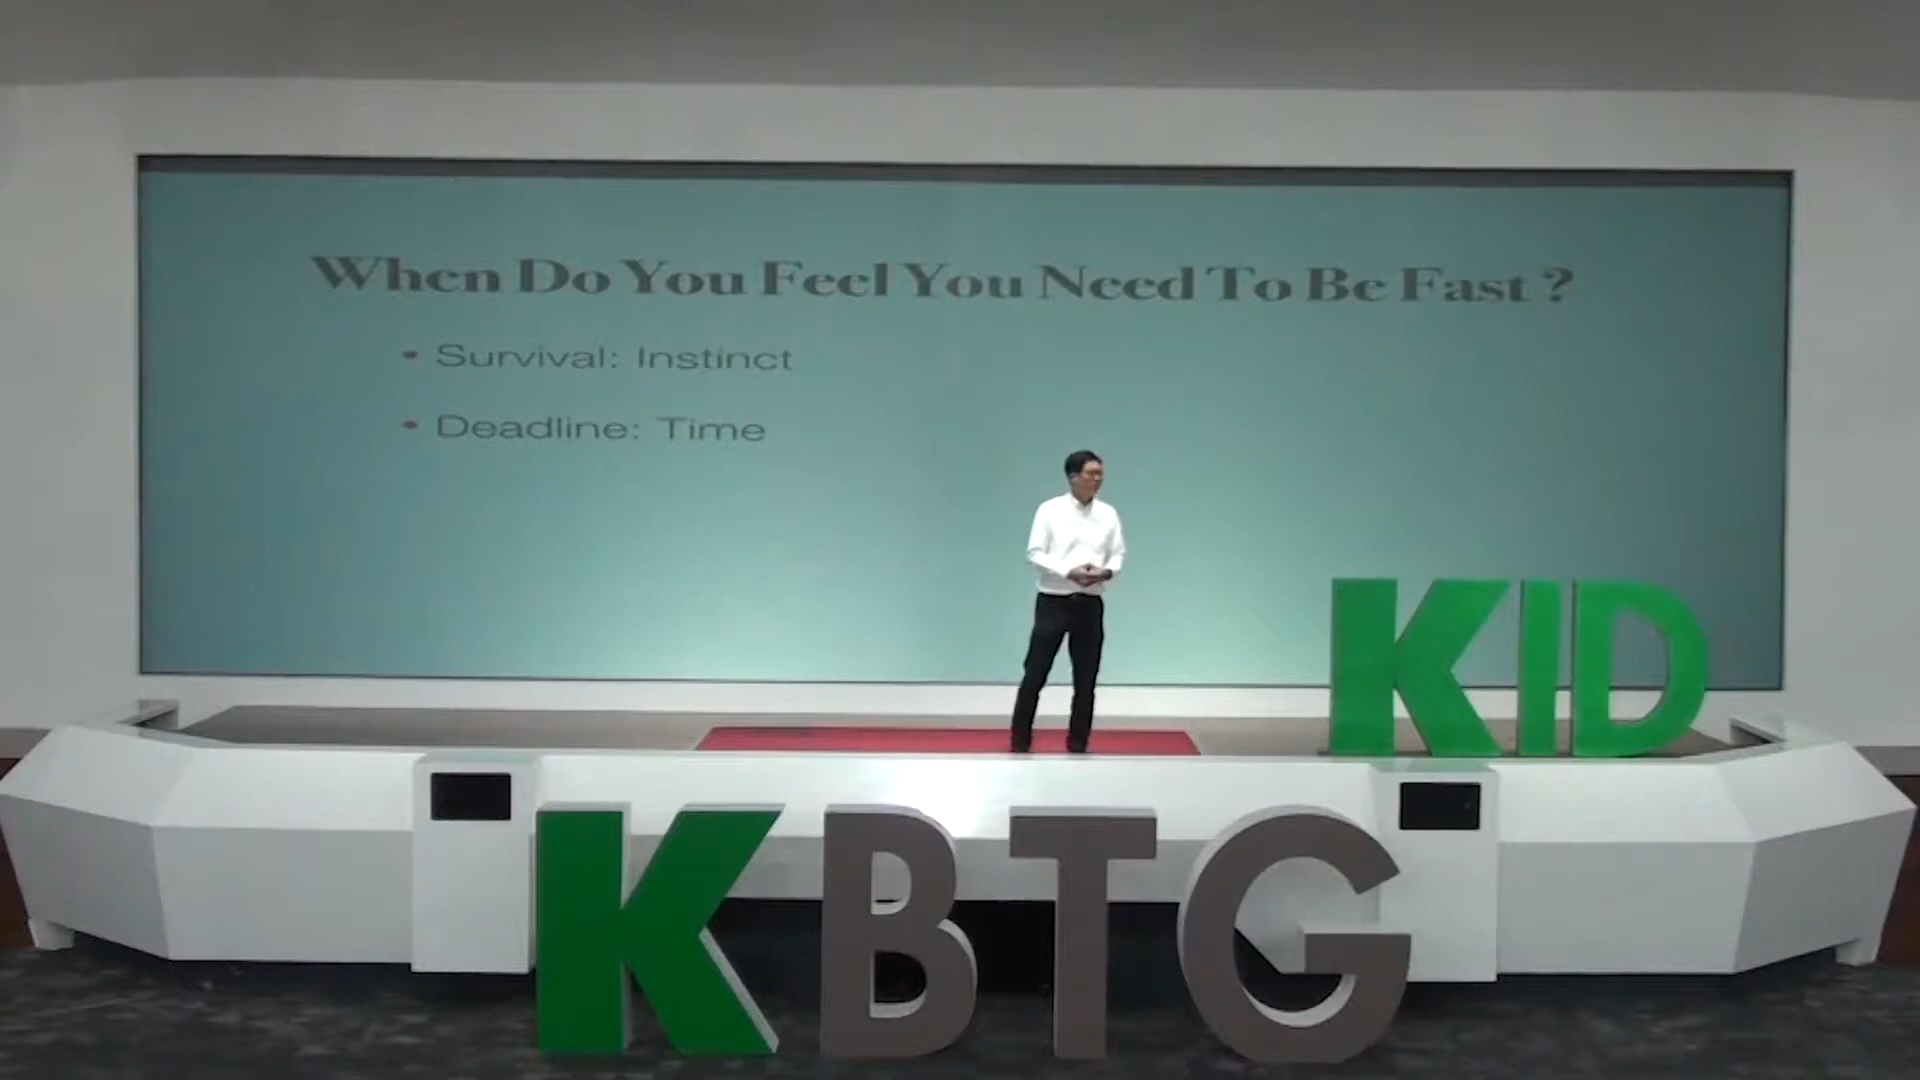 When Do You Feel You Need To Be Fast ?
• Survival: Instinct
• Deadline: Time
KID
KBTG